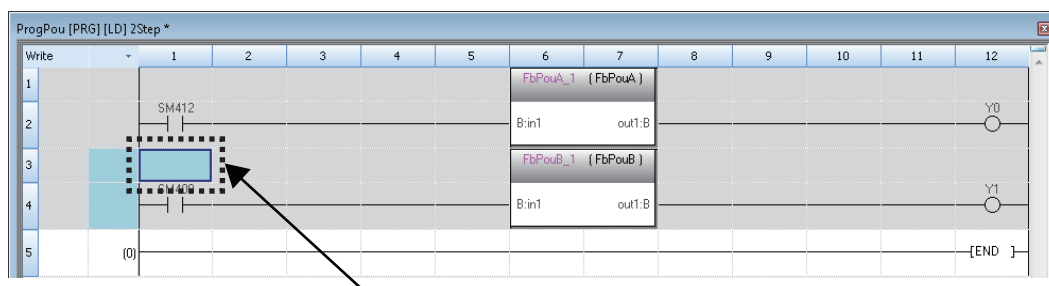 ProgPou [PRG] [LD] 2Step *
Write 1 2 3 4 5 6 7 8 9 10 11 12
1 FbPouA_1 (FbPouA)
SM412 Y0
2 B:in1 out1:B
3 FbPouB_1 (FbPouB)
SM409 Y1
4 B:in1 out1:B
5 (0) [END ]